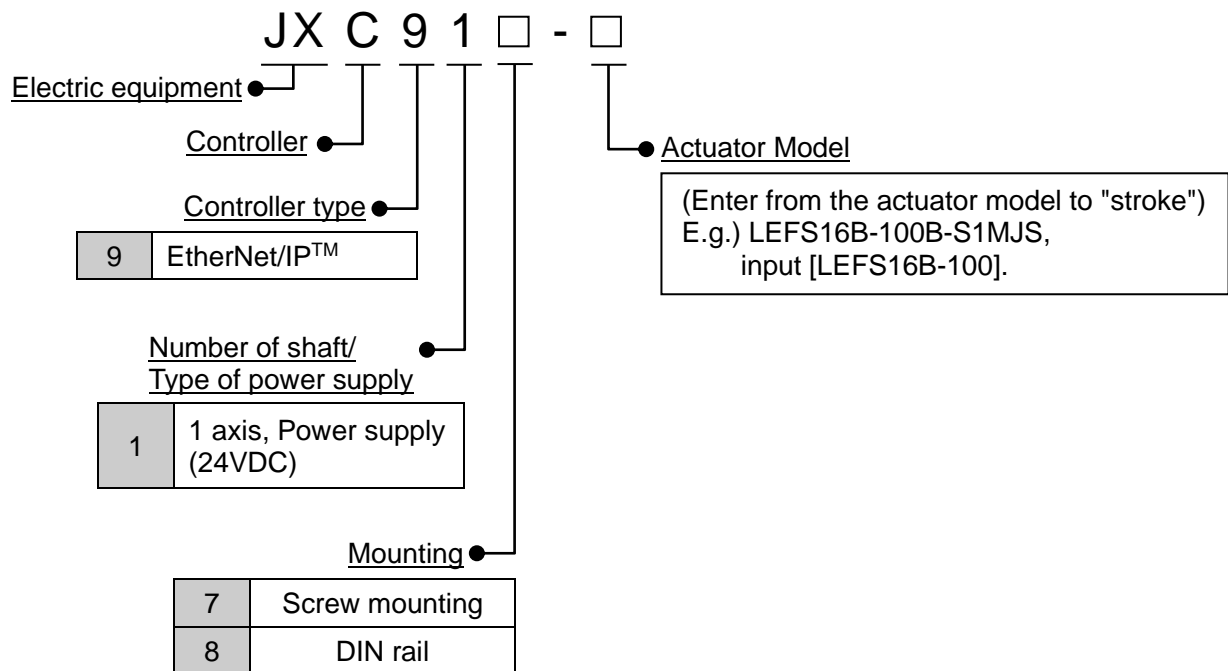 JX C 9 1 □ - □
Electric equipment
Controller
Actuator Model
(Enter from the actuator model to "stroke")
E.g.) LEFS16B-100B-S1MJS,
input [LEFS16B-100].
Controller type
9 EtherNet/IP™
Number of shaft/
Type of power supply
1 1 axis, Power supply
(24VDC)
Mounting
7 Screw mounting
8 DIN rail